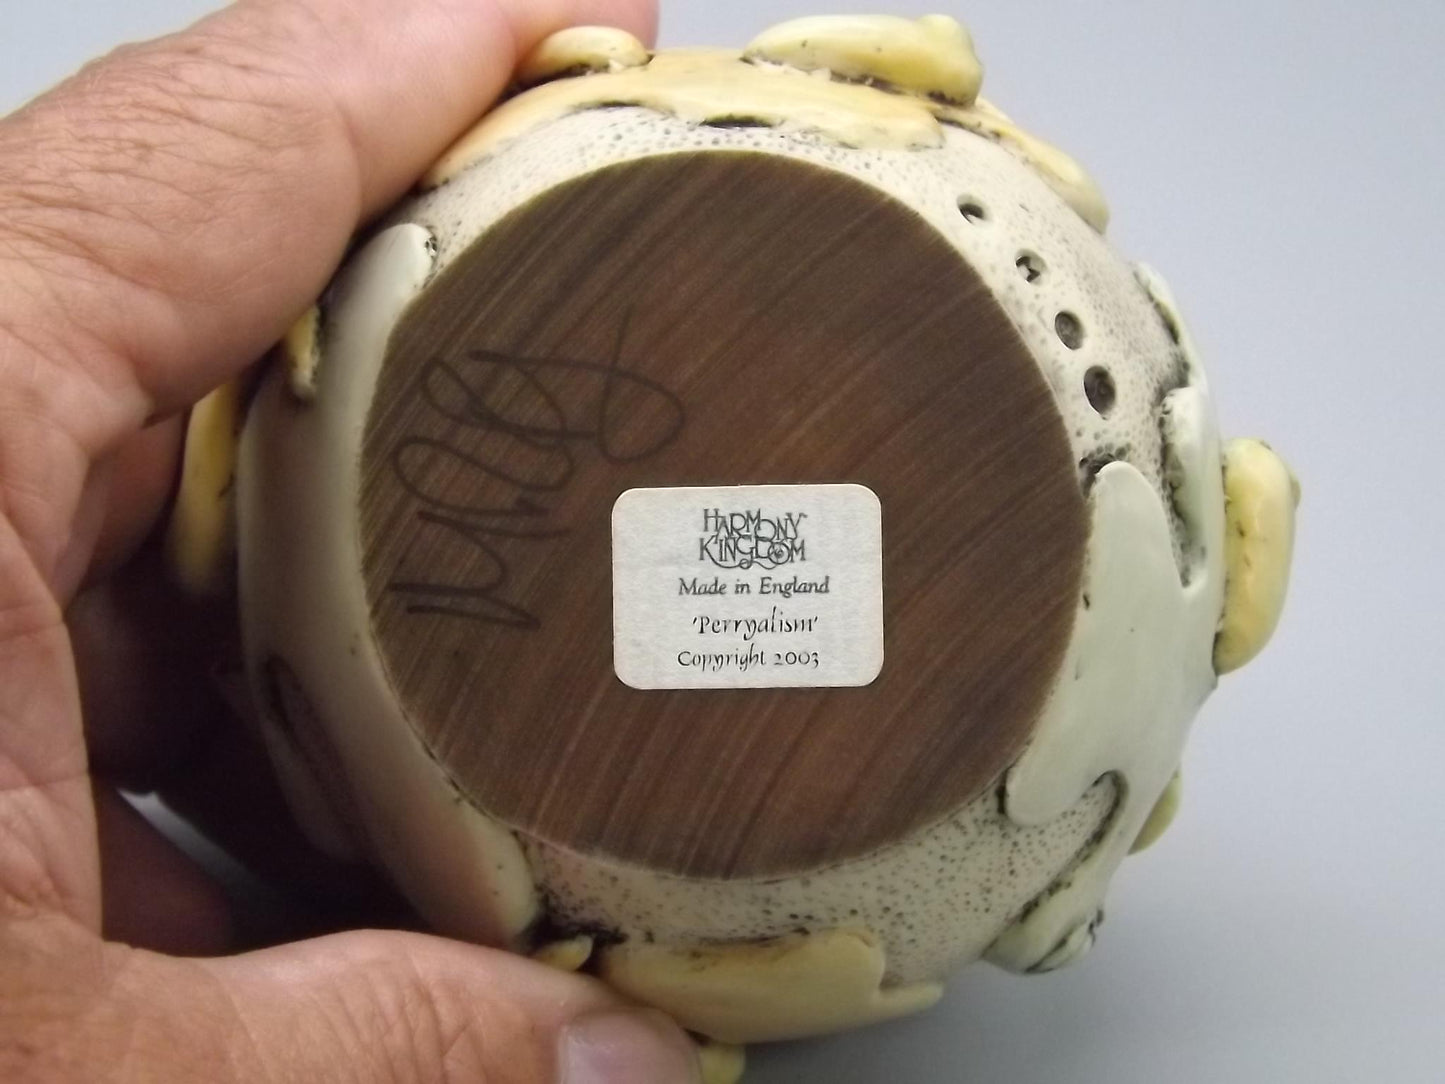 HARMONY
KINGDOM
Made in England
'Perryalism'
Copyright 2003